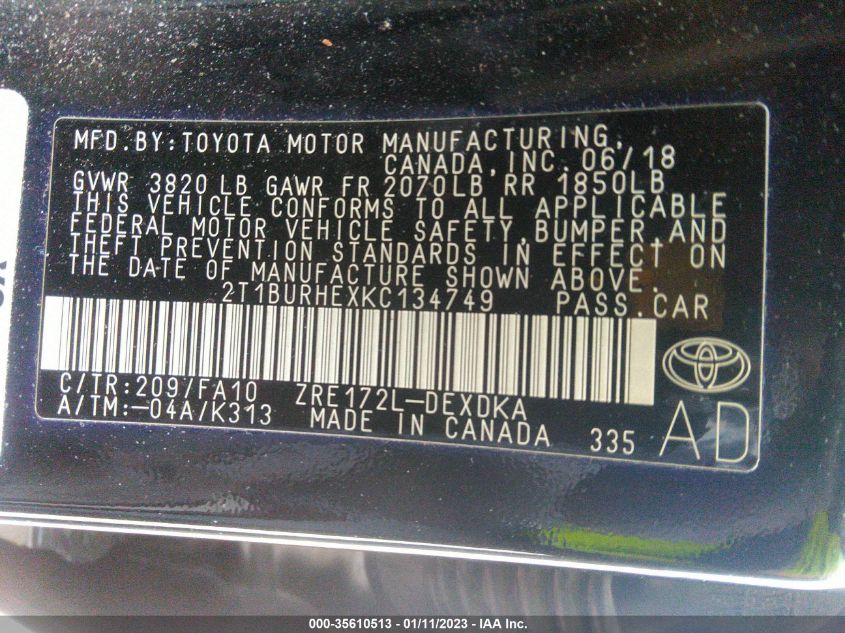 MFD.BY:TOYOTA MOTOR MANUFACTURING,
CANADA,INC. 06/18
GVWR 3820 LB GAWR FR 2070LB RR 1850LB
THIS VEHICLE CONFORMS TO ALL APPLICABLE
FEDERAL MOTOR VEHICLE SAFETY,BUMPER,AND
THEFT PREVENTION STANDARDS IN EFFECT ON
THE DATE OF MANUFACTURE SHOWN ABOVE.
2T1BURHEXKC134749 PASS.CAR
C/TR:209/FA10 ZRE172L-DEXDKA
A/TM:-04A/K313 MADE IN CANADA 335 AD
000-35610513 - 01/11/2023 - IAA Inc.